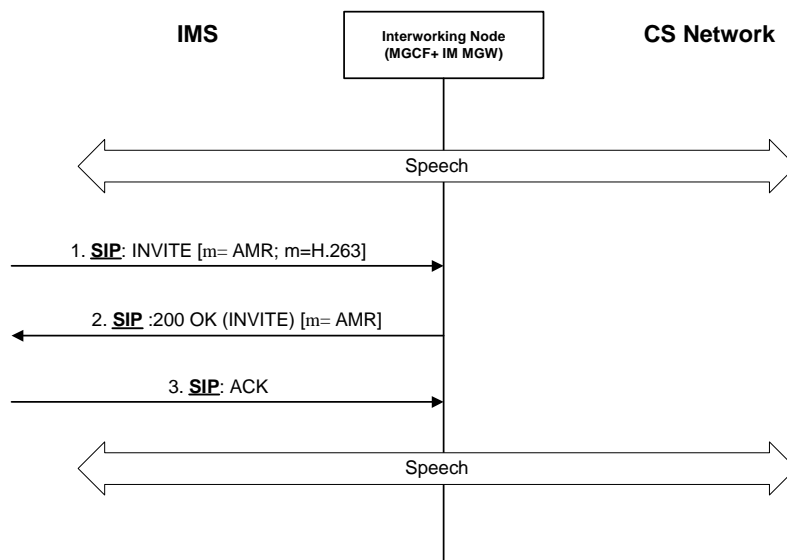 IMS
Interworking Node
(MGCF+ IM MGW)
CS Network
Speech
1. SIP: INVITE [m= AMR; m=H.263]
2. SIP :200 OK (INVITE) [m= AMR]
3. SIP: ACK
Speech